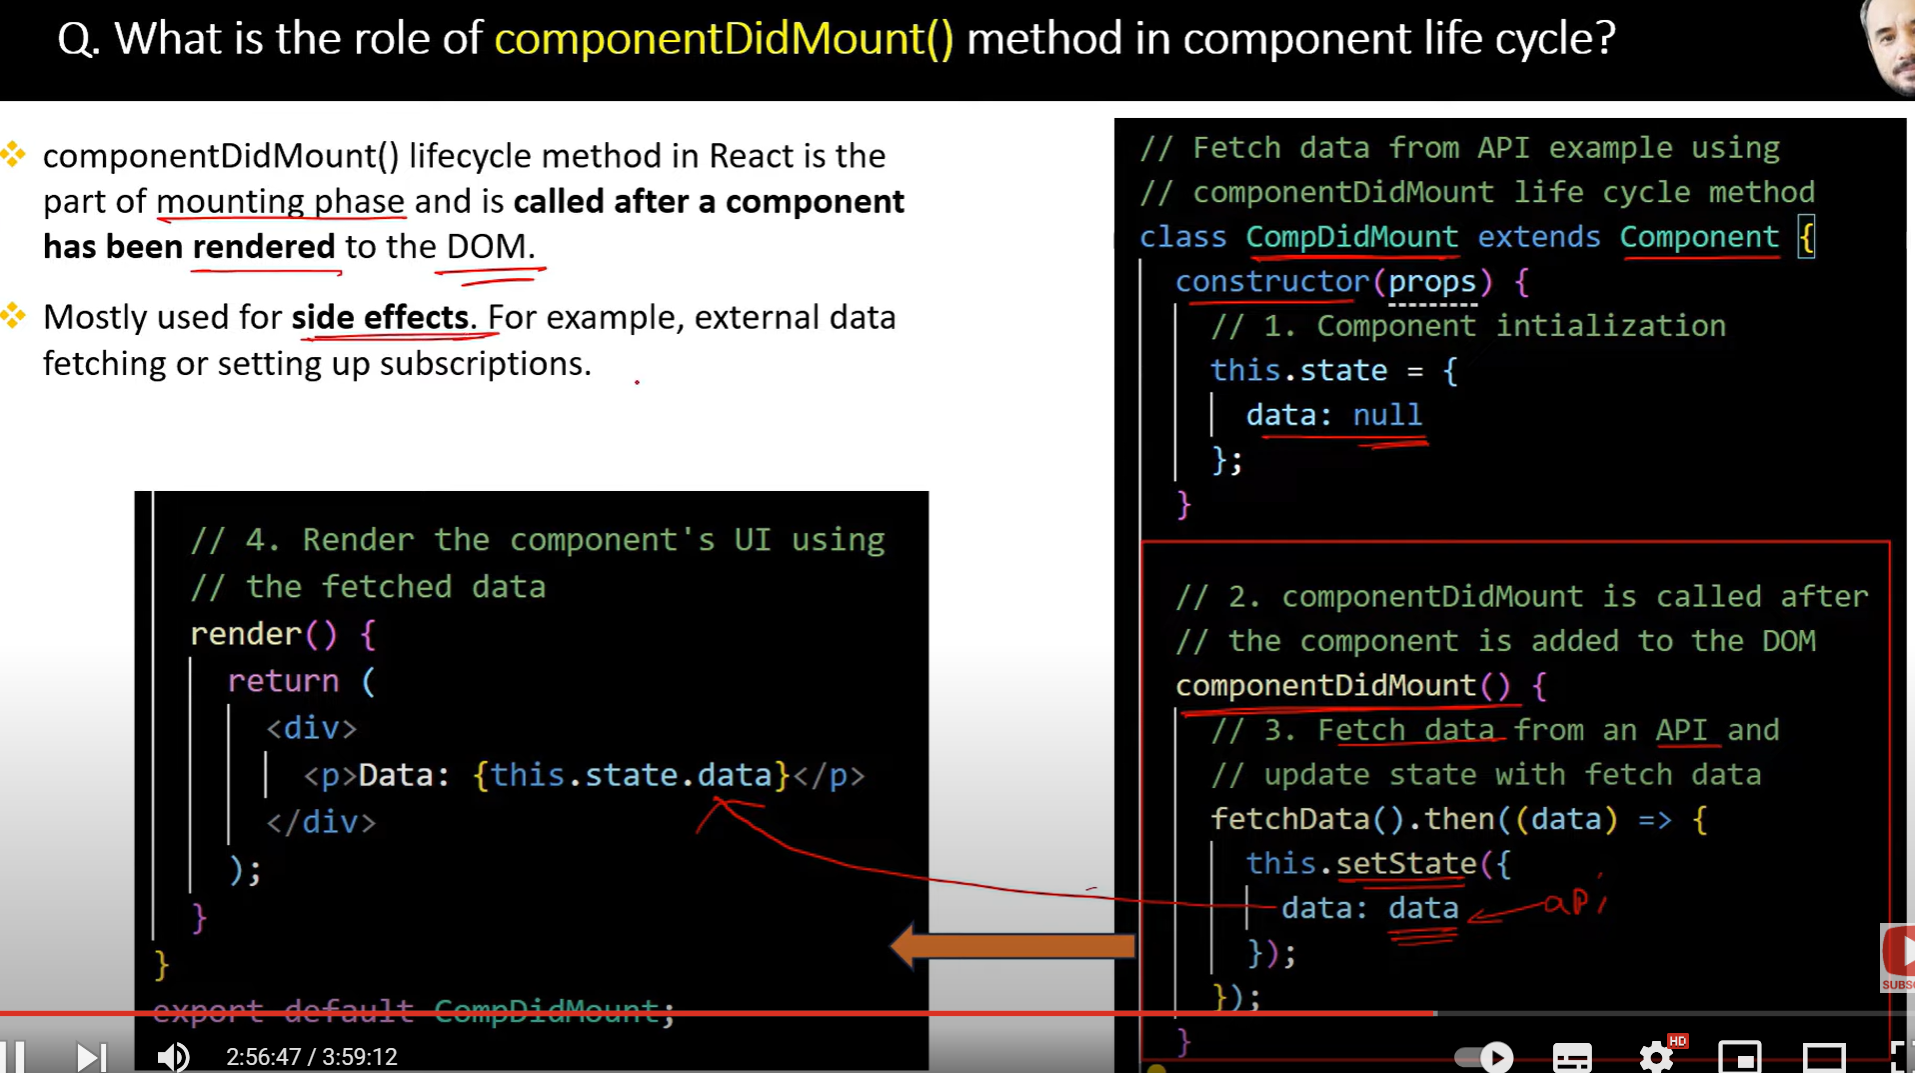 Q. What is the role of componentDidMount() method in component life cycle?
componentDidMount() lifecycle method in React is the
part of mounting phase and is called after a component
has been rendered to the DOM.
Mostly used for side effects. For example, external data
fetching or setting up subscriptions.
// Fetch data from API example using
// componentDidMount life cycle method
class CompDidMount extends Component {
constructor(props) {
// 1. Component intialization
this.state = {
data: null
};
}
// 2. componentDidMount is called after
// the component is added to the DOM
componentDidMount() {
// 3. Fetch data from an API and
// update state with fetch data
fetchData().then((data) => {
this.setState({
data: data
api
});
});
}
// 4. Render the component's UI using
// the fetched data
render() {
return (
<div>
<p>Data: {this.state.data}</p>
</div>
);
}
}
export default CompDidMount;
2:56:47 / 3:59:12
HD